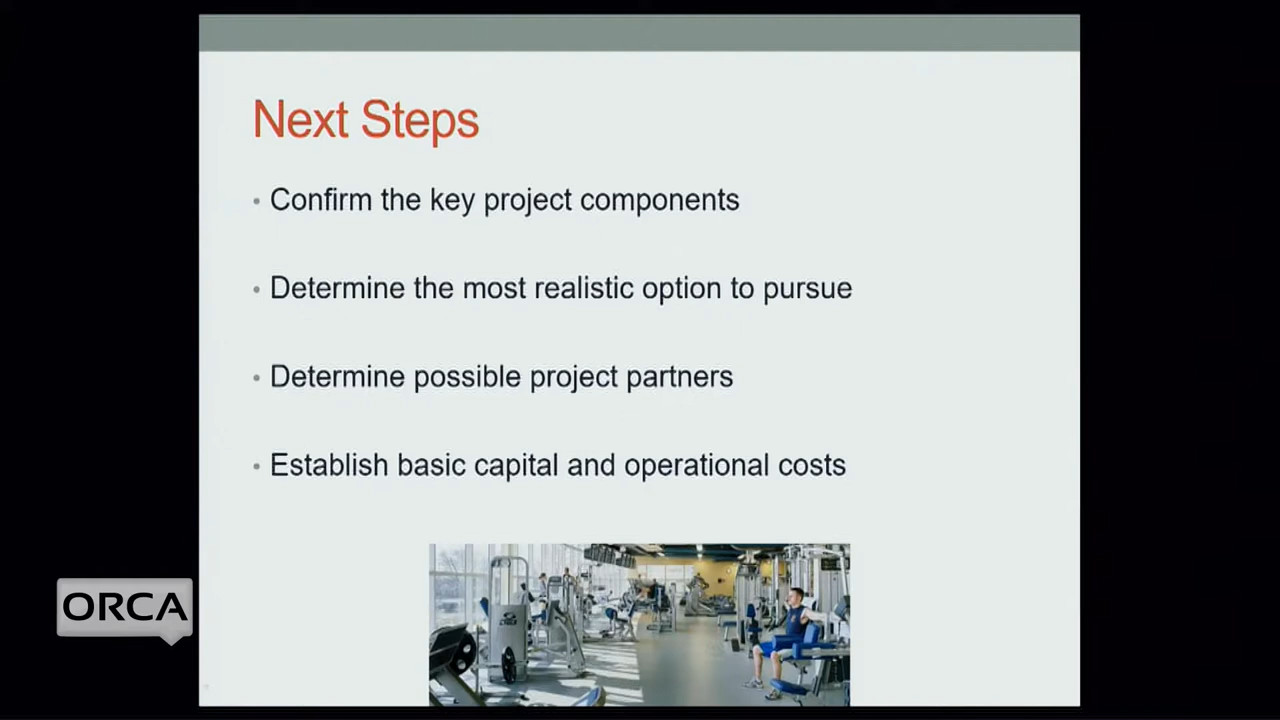 Next Steps
• Confirm the key project components
• Determine the most realistic option to pursue
• Determine possible project partners
• Establish basic capital and operational costs
ORCA